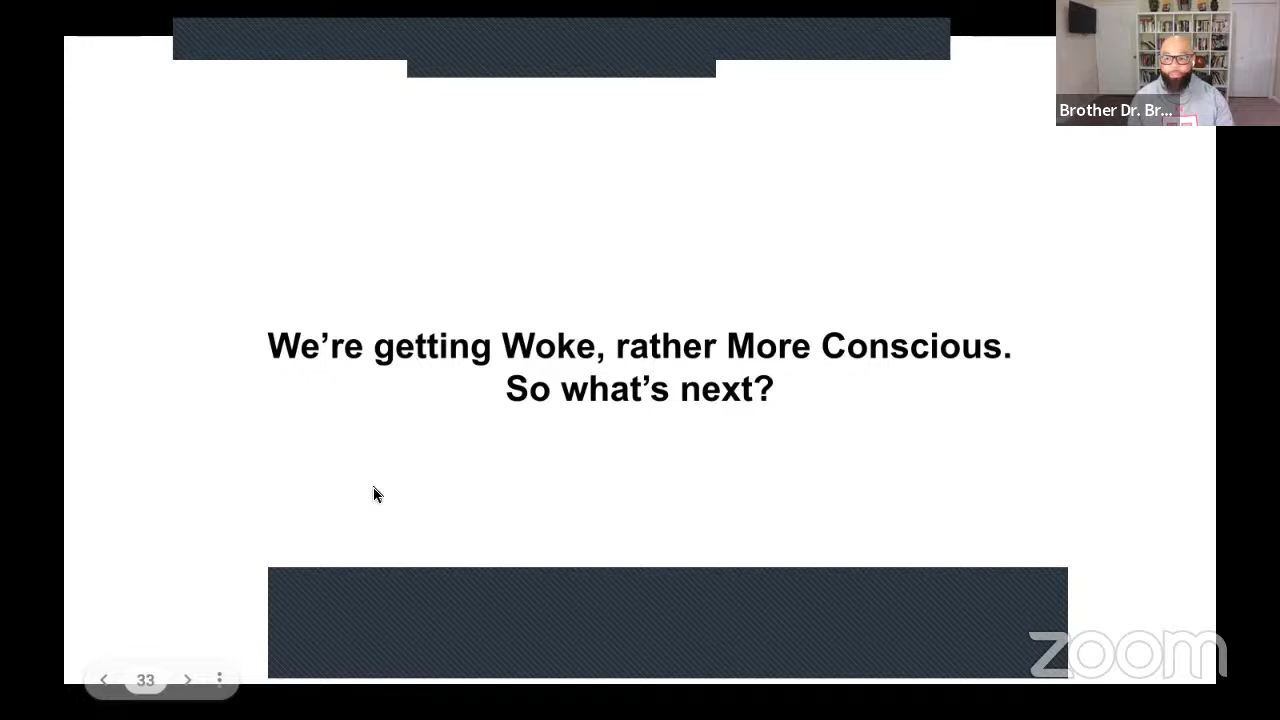 Brother Dr. Br...
We're getting Woke, rather More Conscious.
So what's next?
33
zoom